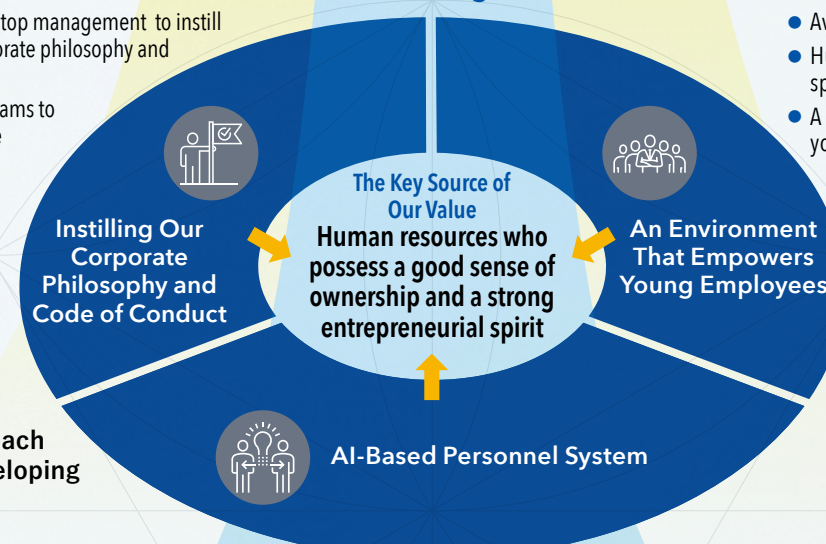 top management to instill
orate philosophy and
ams to
The Key Source of
Our Value
Human resources who
possess a good sense of
ownership and a strong
entrepreneurial spirit
Instilling Our
Corporate
Philosophy and
Code of Conduct
An Environment
That Empowers
Young Employees
AI-Based Personnel System
ach
eloping
A